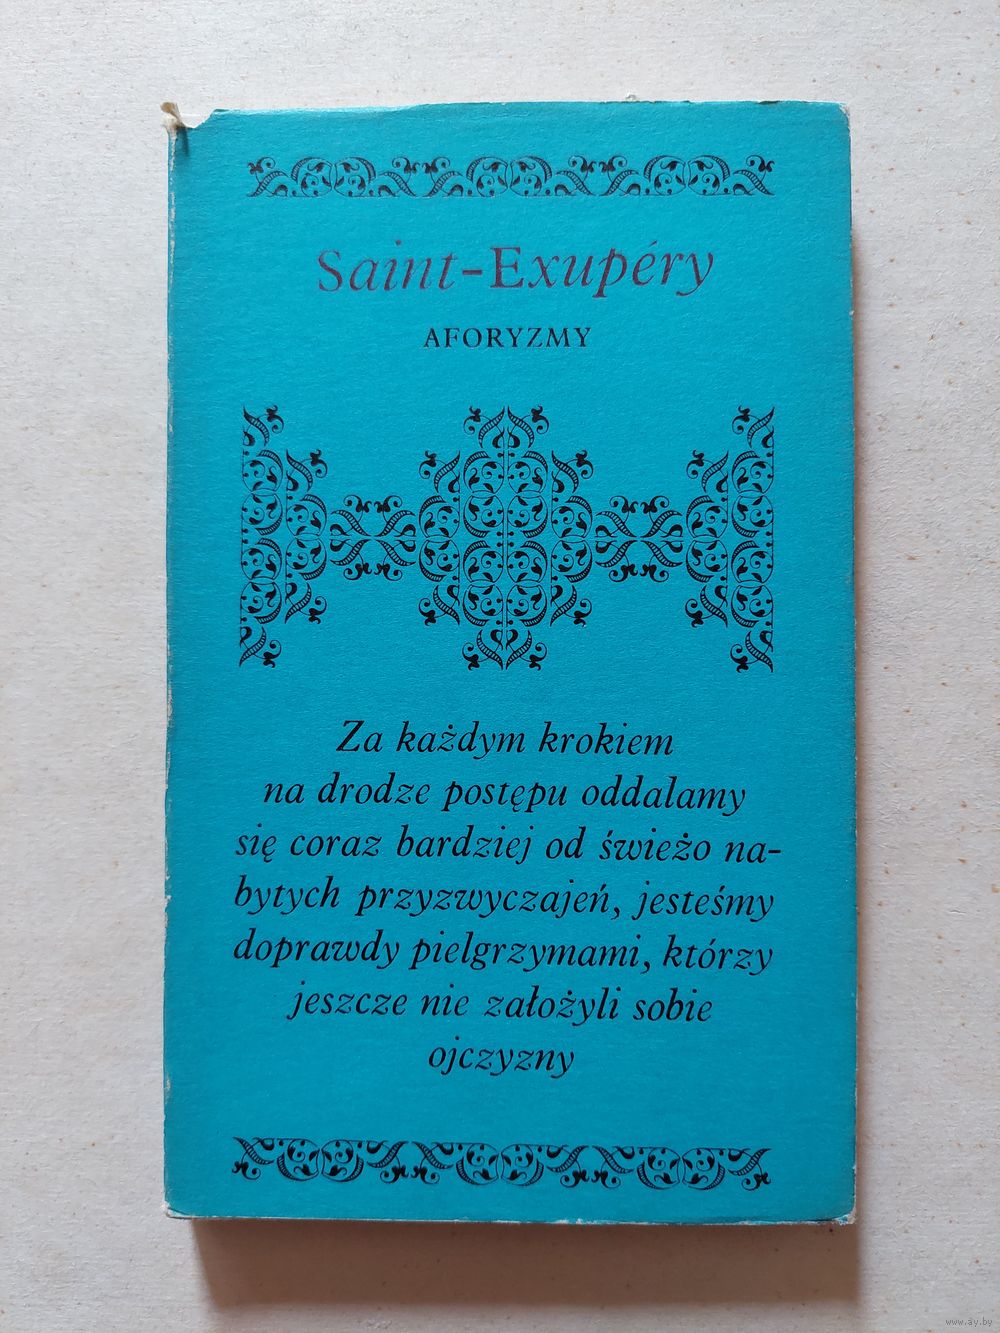 Saint-Exupéry
AFORYZMY
Za każdym krokiem
na drodze postępu oddalamy
się coraz bardziej od świeżo na-
bytych przyzwyczajeń, jesteśmy
doprawdy pielgrzymami, którzy
jeszcze nie założyli sobie
ojczyzny
www.ay.by